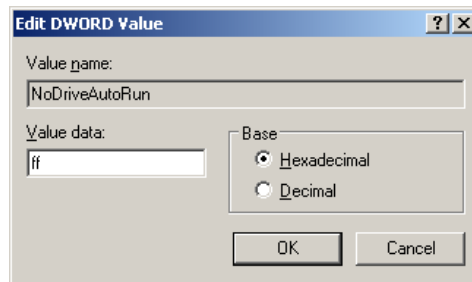 Edit DWORD Value
Value name:
NoDriveAutoRun
Value data:
ff
Base
Hexadecimal
Decimal
OK
Cancel